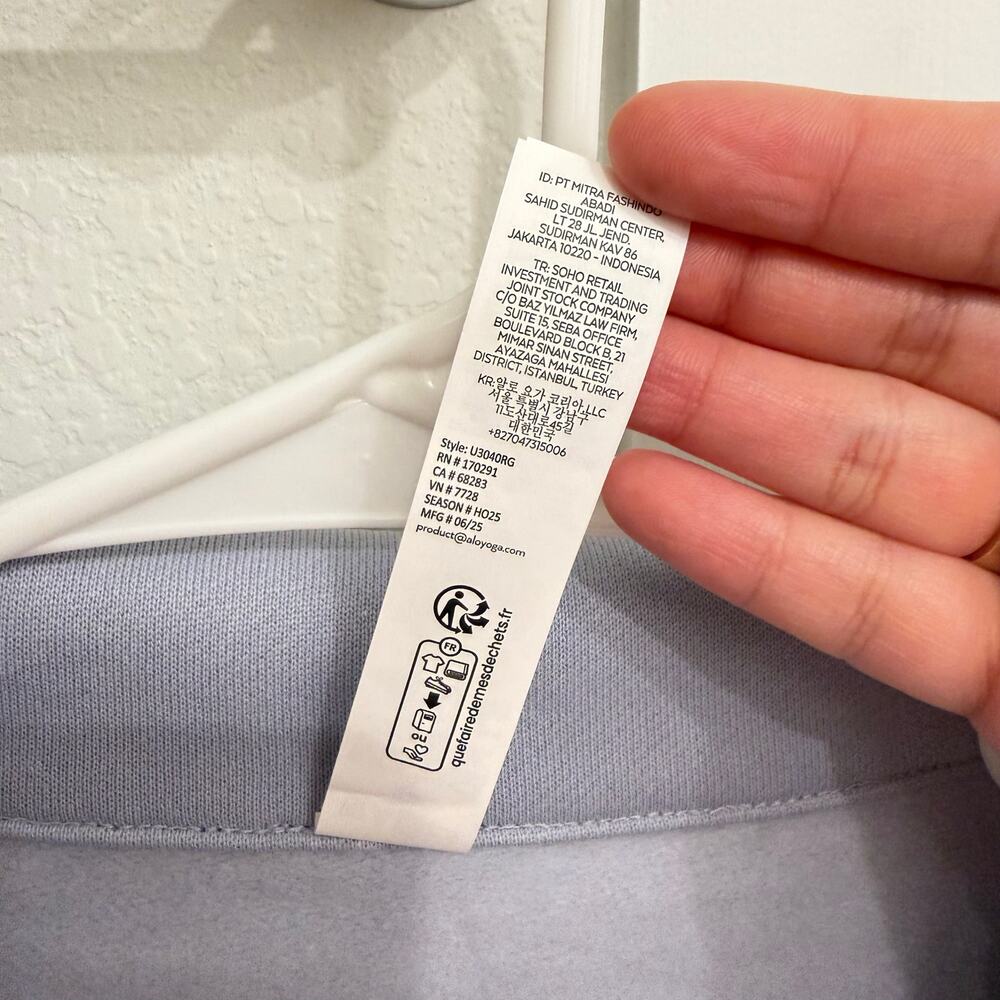 ID: PT MITRA FASHINDO
ABADI
SAHID SUDIRMAN CENTER,
LT 28 JL. JEND.
SUDIRMAN KAV 86
JAKARTA 10220 - INDONESIA
TR: SOHO RETAIL
INVESTMENT AND TRADING
JOINT STOCK COMPANY
C/O BAZ YILMAZ LAW FIRM,
SUITE 15, SEBA OFFICE
BOULEVARD BLOCK B, 21
MIMAR SINAN STREET,
AYAZAGA MAHALLESI
DISTRICT, ISTANBUL, TURKEY
KR:알로 요가 코리아,LLC
서울 특별시 강남구
11도산대로45길
대한민국
+827047315006
Style: U3040RG
RN # 170291
CA # 68283
VN # 7728
SEASON # HO25
MFG # 06/25
product@aloyoga.com
FR
OU
quefairedemesdechets.fr